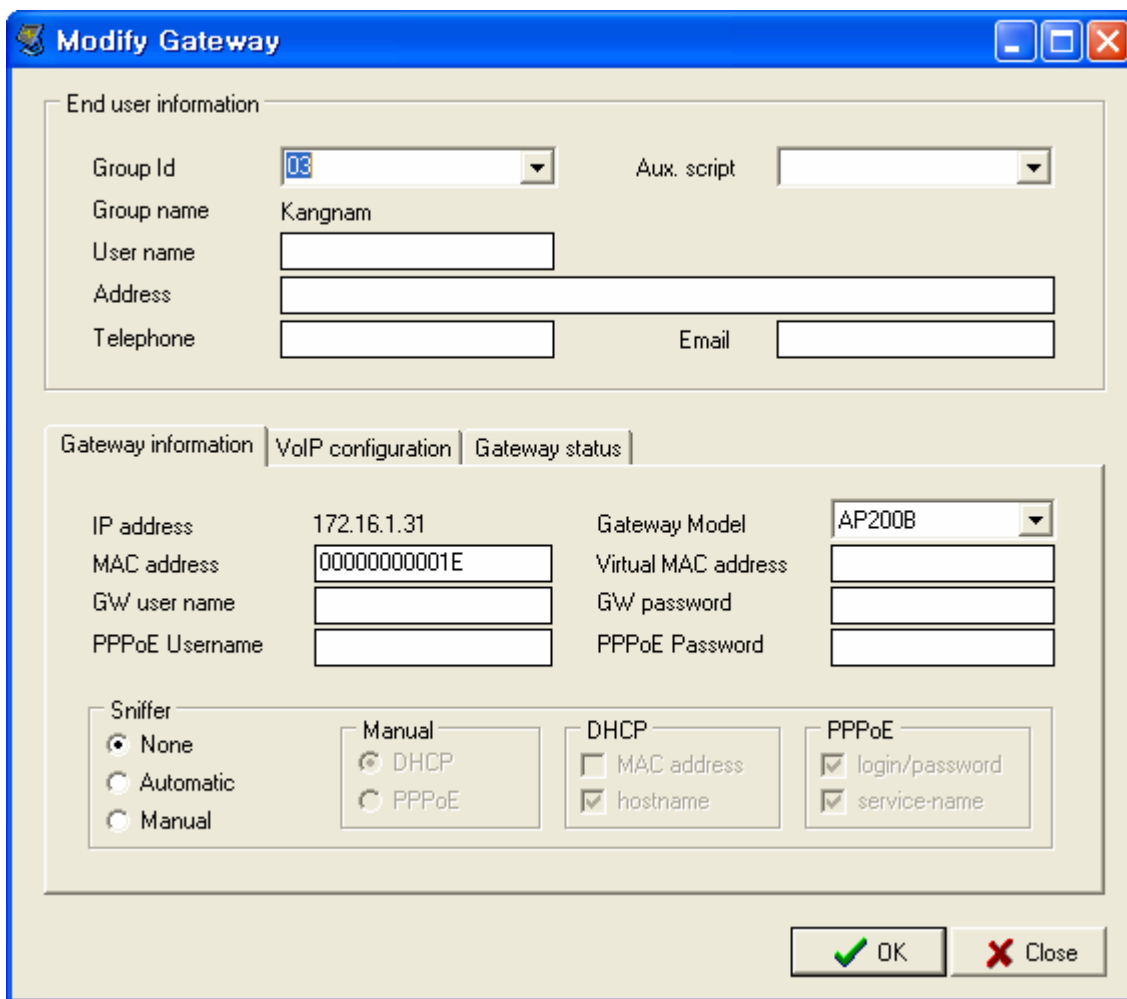 Modify Gateway
End user information
Group Id 03 Aux. script
Group name Kangnam
User name
Address
Telephone Email
Gateway information VoIP configuration Gateway status
IP address 172.16.1.31 Gateway Model AP200B
MAC address 00000000001E Virtual MAC address
GW user name GW password
PPPoE Username PPPoE Password
Sniffer
None
Automatic
Manual
Manual
DHCP
PPPoE
DHCP
MAC address
hostname
PPPoE
login/password
service-name
OK Close